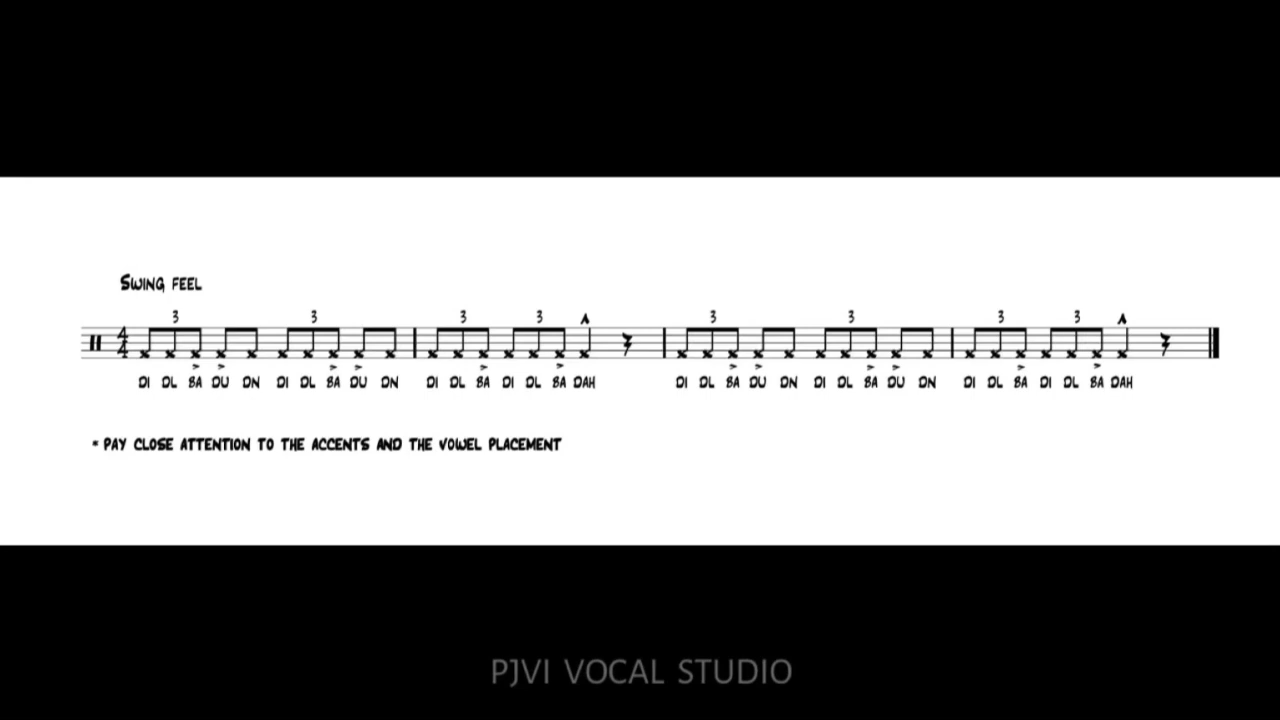 SWING FEEL
3 3 3 3 3 3 3 3
4
4
DI DL BA DU DN DI DL BA DU DN DI DL BA DI DL BA DAH DI DL BA DU DN DI DL BA DU DN DI DL BA DI DL BA DAH
* PAY CLOSE ATTENTION TO THE ACCENTS AND THE VOWEL PLACEMENT
PJVI VOCAL STUDIO